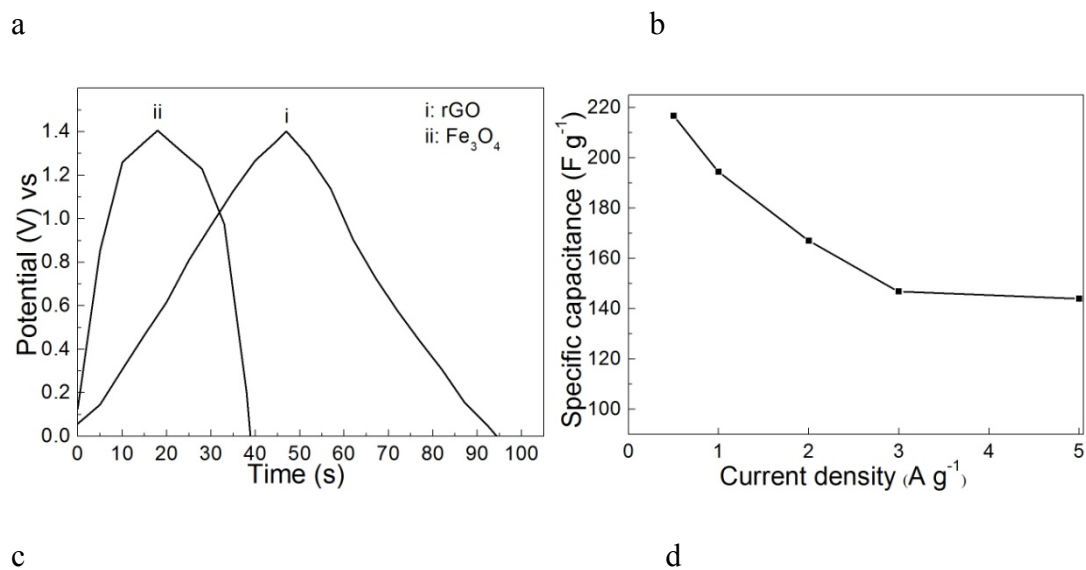 a
b
ii
i
i: rGO
ii: Fe₃O₄
1.4
1.2
1.0
0.8
0.6
0.4
0.2
0.0
Potential (V) vs
0 10 20 30 40 50 60 70 80 90 100
Time (s)
220
200
180
160
140
120
100
Specific capacitance (F g⁻¹)
0 1 2 3 4 5
Current density (A g⁻¹)
c
d